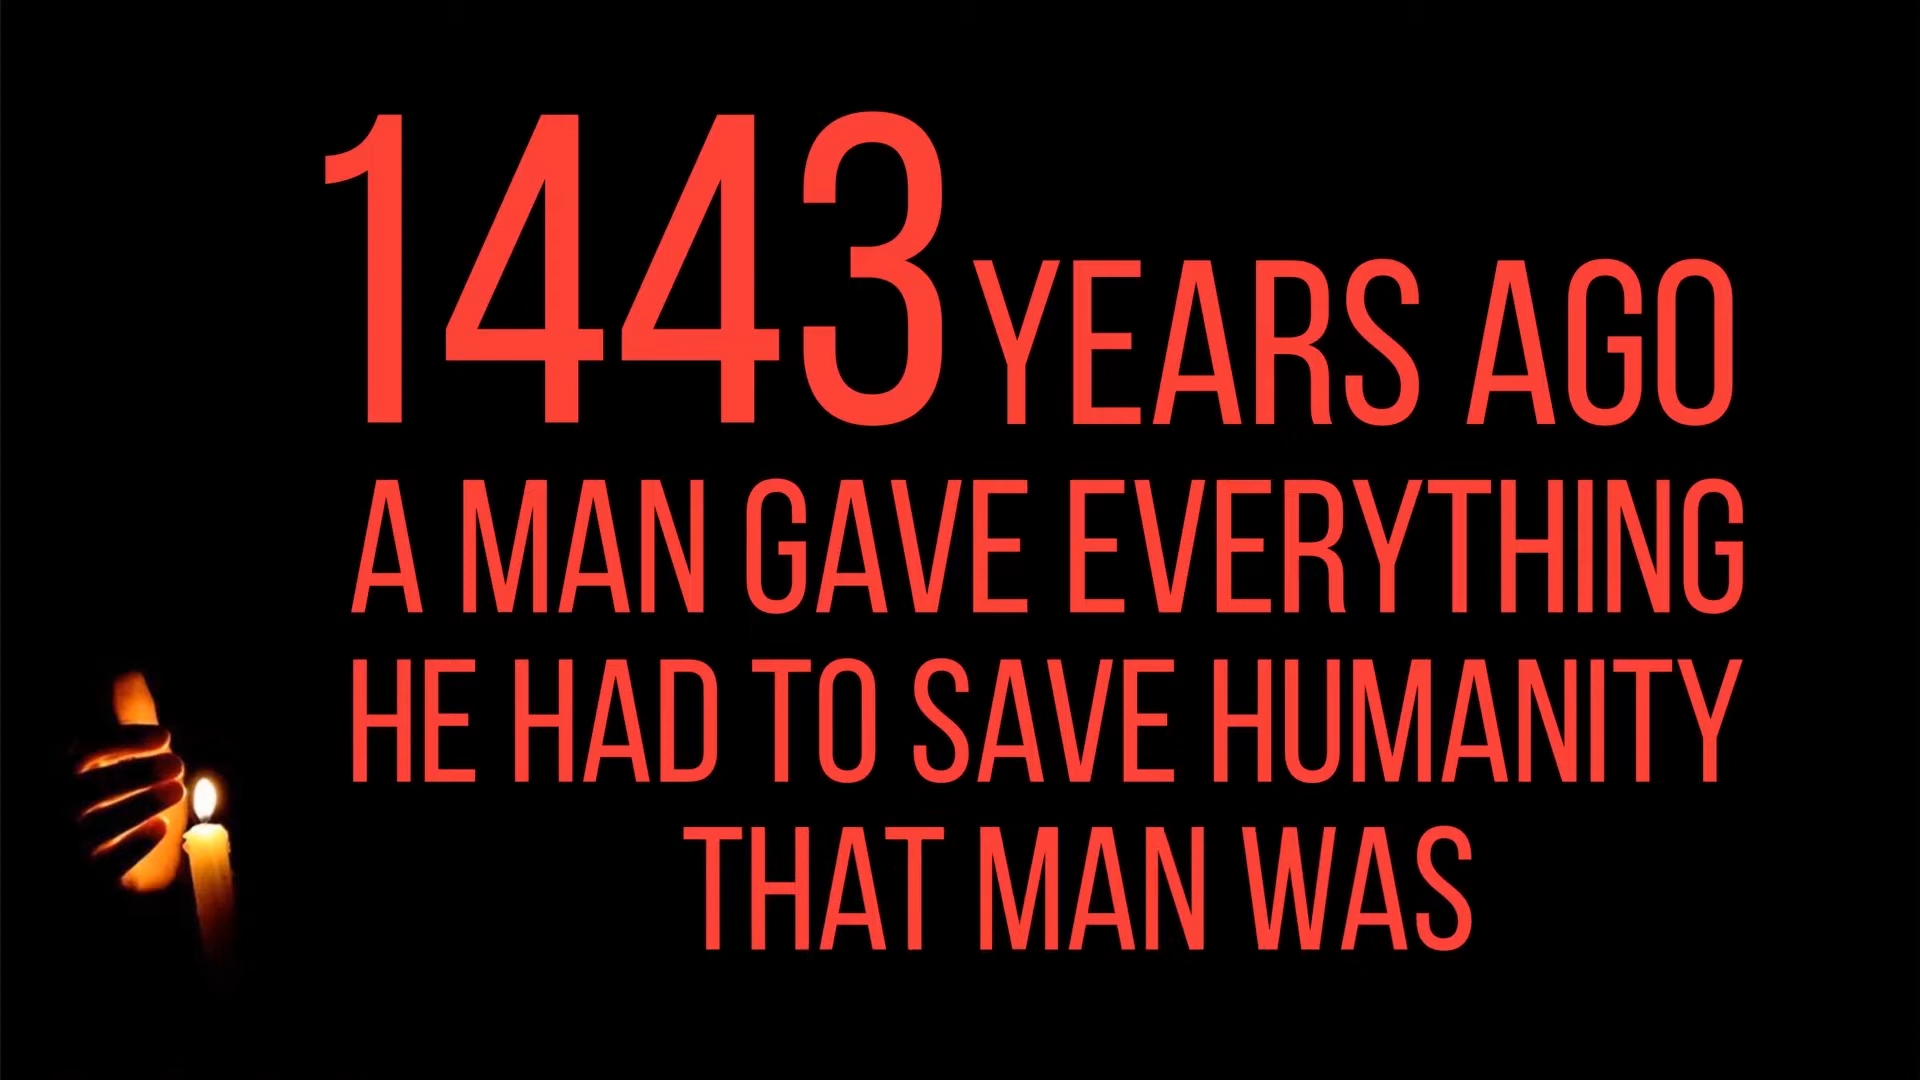 1443 YEARS AGO
A MAN GAVE EVERYTHING
HE HAD TO SAVE HUMANITY
THAT MAN WAS